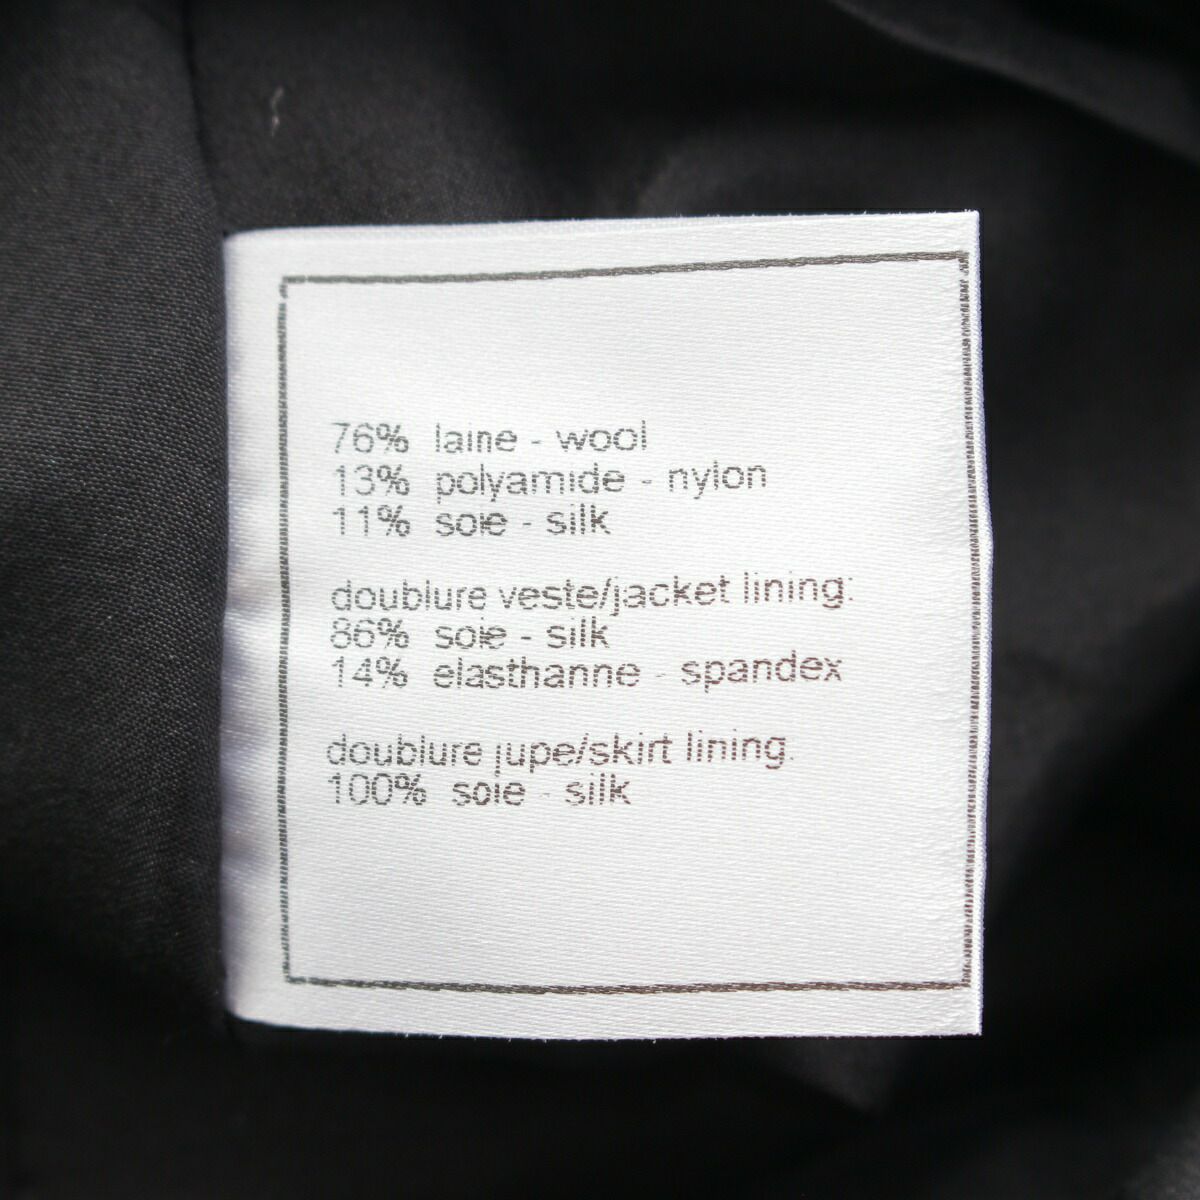 76% laine - wool
13% polyamide - nylon
11% soie - silk
doublure veste/jacket lining:
86% soie - silk
14% elasthanne - spandex
doublure jupe/skirt lining:
100% soie - silk